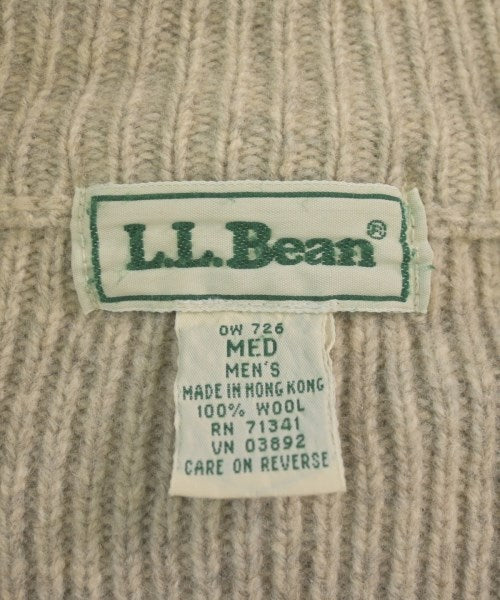 L.L.Bean®
OW 726
MED
MEN'S
MADE IN HONG KONG
100% WOOL
RN 71341
VN 03892
CARE ON REVERSE